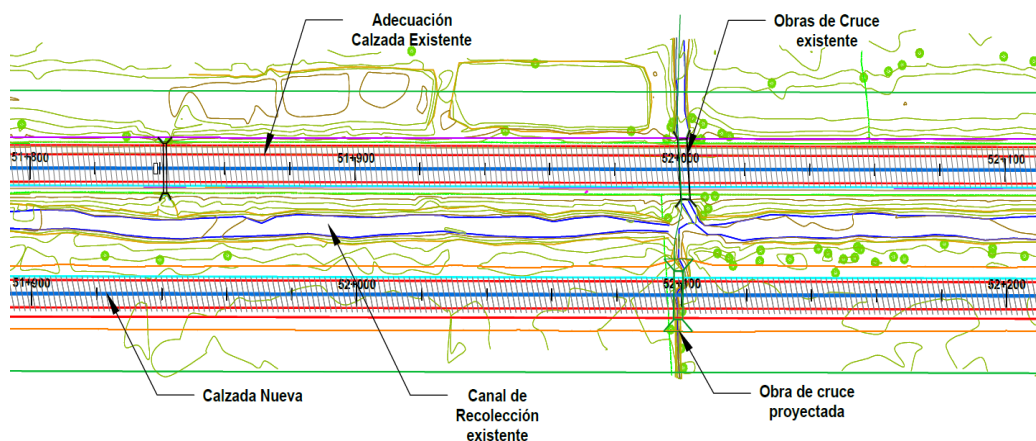 Adecuación
Calzada Existente
Obras de Cruce
existente
51+800
51+900
52+000
52+100
51+900
52+000
52+100
52+200
Calzada Nueva
Canal de
Recolección
existente
Obra de cruce
proyectada